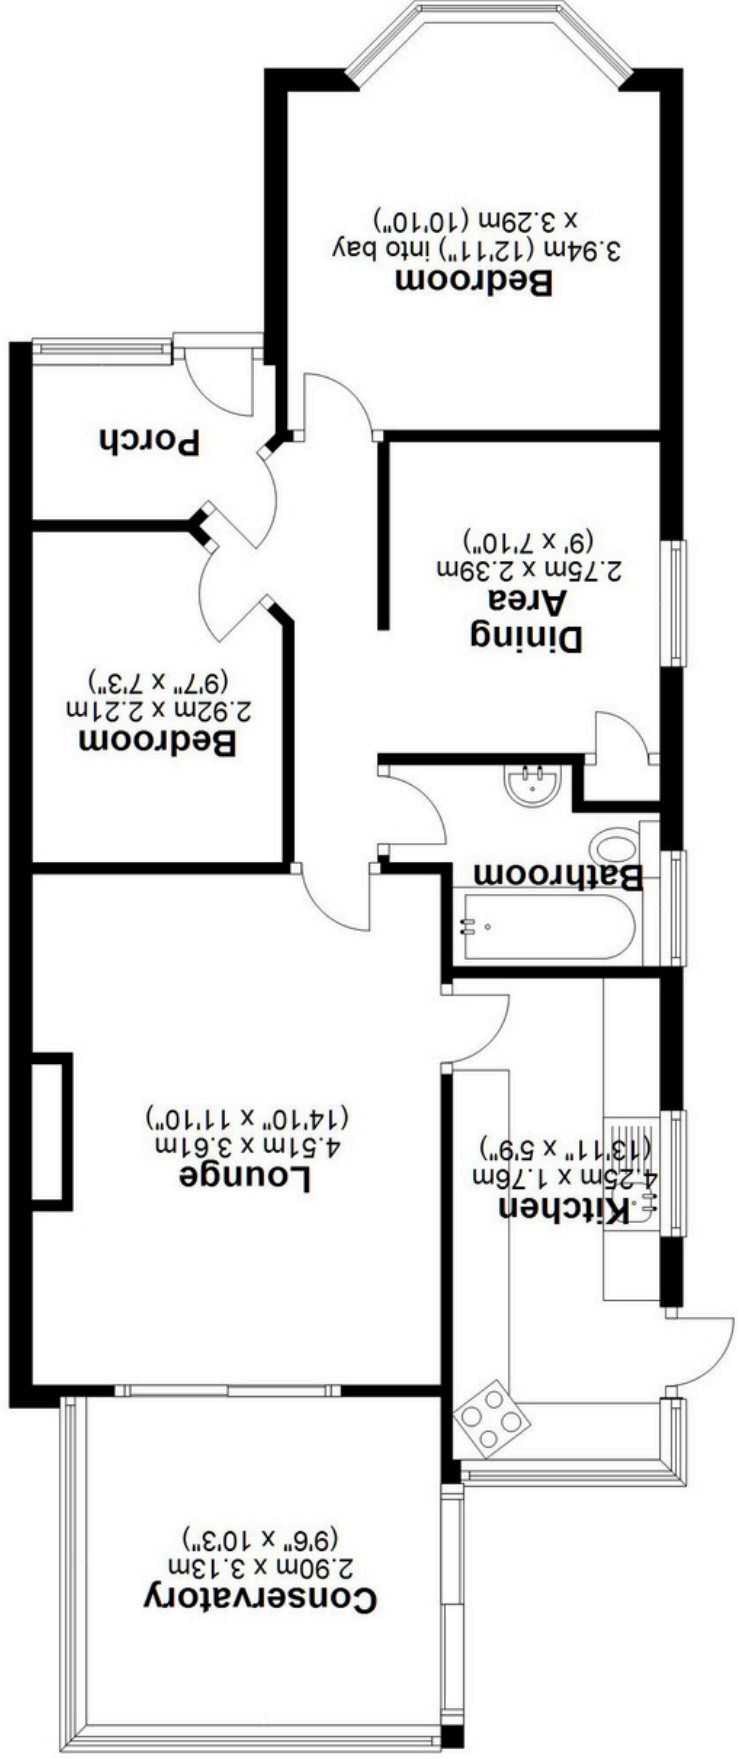 Conservatory
2.90m x 3.13m
(9'6" x 10'3")
Kitchen
4.25m x 1.76m
(13'11" x 5'9")
Lounge
4.51m x 3.61m
(14'10" x 11'10")
Bathroom
Bedroom
2.92m x 2.21m
(9'7" x 7'3")
Dining
Area
2.75m x 2.39m
(9' x 7'10")
Porch
Bedroom
3.94m (12'11") into bay
x 3.29m (10'10")